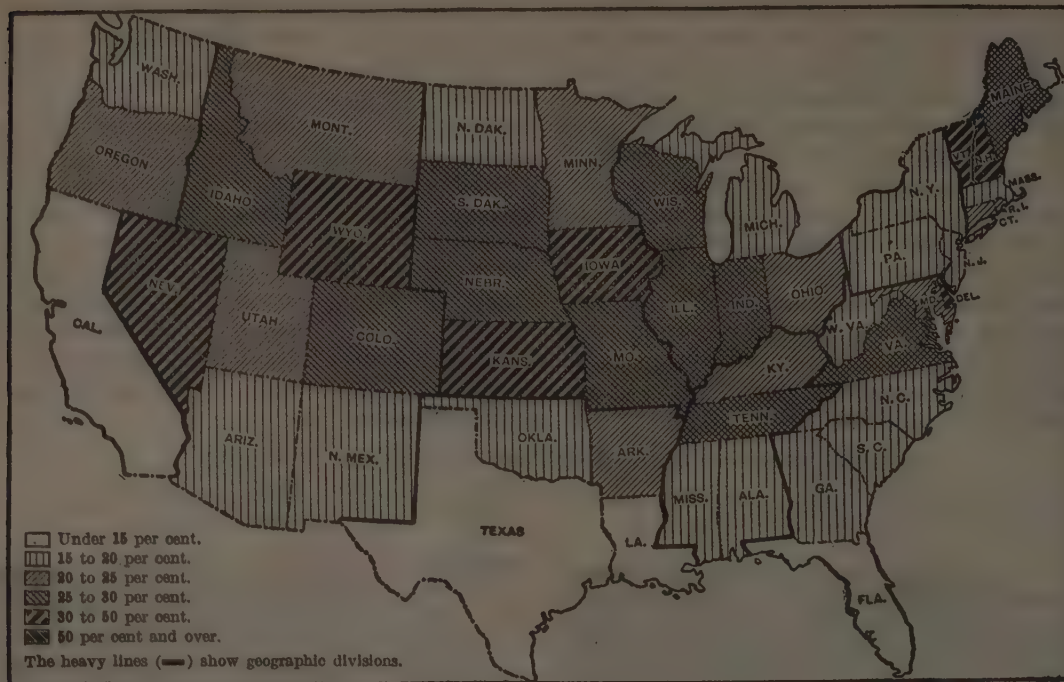 WASH.
MONT.
N. DAK.
MINN.
MAINE
OREGON
IDAHO
S. DAK.
WIS.
MICH.
N.Y.
VT.
N.H.
MASS.
R.I.
CT.
WYO.
IOWA
PA.
N.J.
NEV.
UTAH
NEBR.
ILL.
IND.
OHIO
MD.
DEL.
CAL.
COLO.
KANS.
MO.
KY.
W. VA.
VA.
TENN.
N.C.
ARIZ.
N. MEX.
OKLA.
ARK.
S.C.
MISS.
ALA.
GA.
TEXAS
LA.
FLA.
Under 15 per cent.
15 to 20 per cent.
20 to 25 per cent.
25 to 30 per cent.
30 to 50 per cent.
50 per cent and over.
The heavy lines (▬) show geographic divisions.